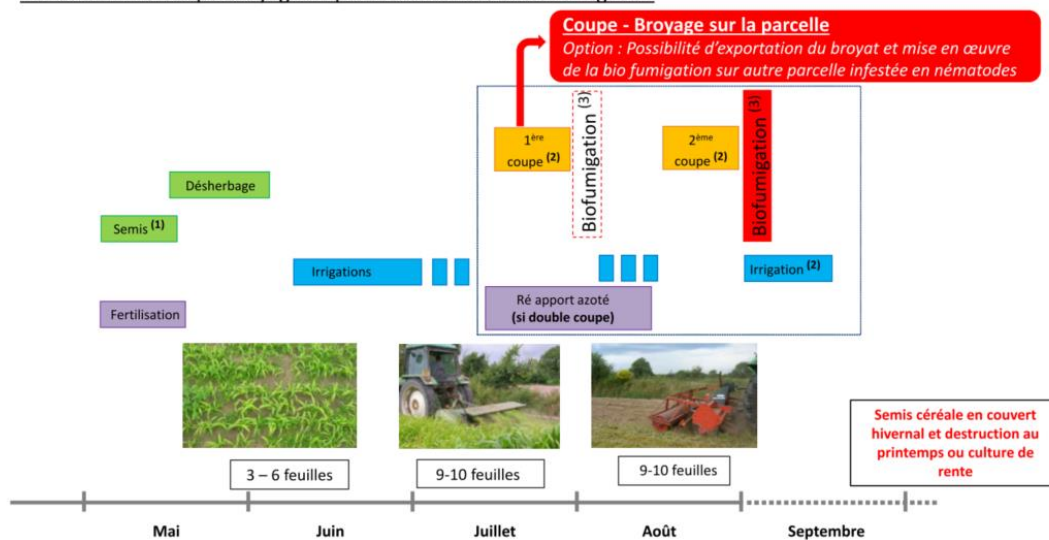 Coupe - Broyage sur la parcelle
Option : Possibilité d'exportation du broyat et mise en œuvre
de la bio fumigation sur autre parcelle infestée en nématodes
1ère
coupe (2)
Biofumigation (3)
2ème
coupe (2)
Biofumigation (3)
Désherbage
Semis (1)
Irrigations
Irrigation (2)
Fertilisation
Ré apport azoté
(si double coupe)
3 – 6 feuilles
9-10 feuilles
9-10 feuilles
Semis céréale en couvert
hivernal et destruction au
printemps ou culture de
rente
Mai
Juin
Juillet
Août
Septembre